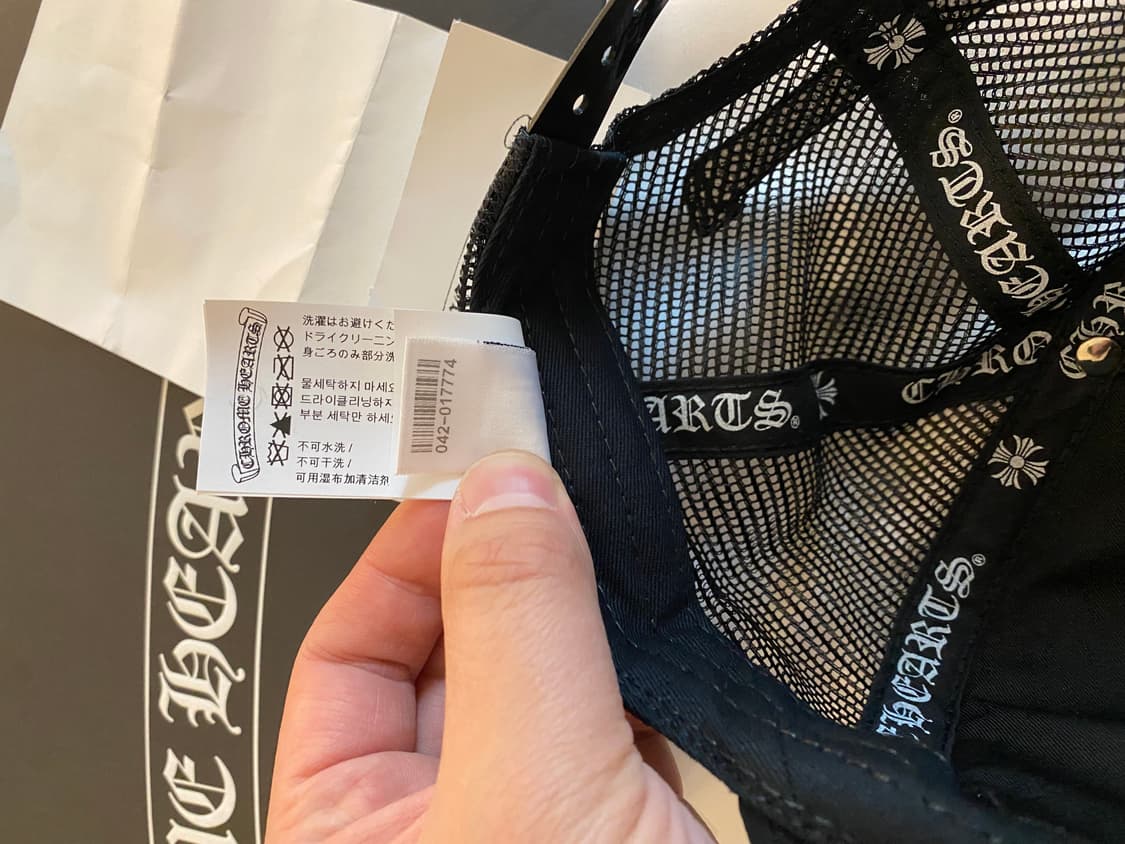 CHROME HEARTS
洗濯はお避けくだ
ドライクリーニン
身ごろのみ部分洗
물세탁하지 마세요
드라이클리닝하지
부분 세탁만 하세
不可水洗 /
不可干洗 /
可用湿布加清洁剂
042-017774
HEARTS®
ARTS®
CHRO
HEARTS®
HEA